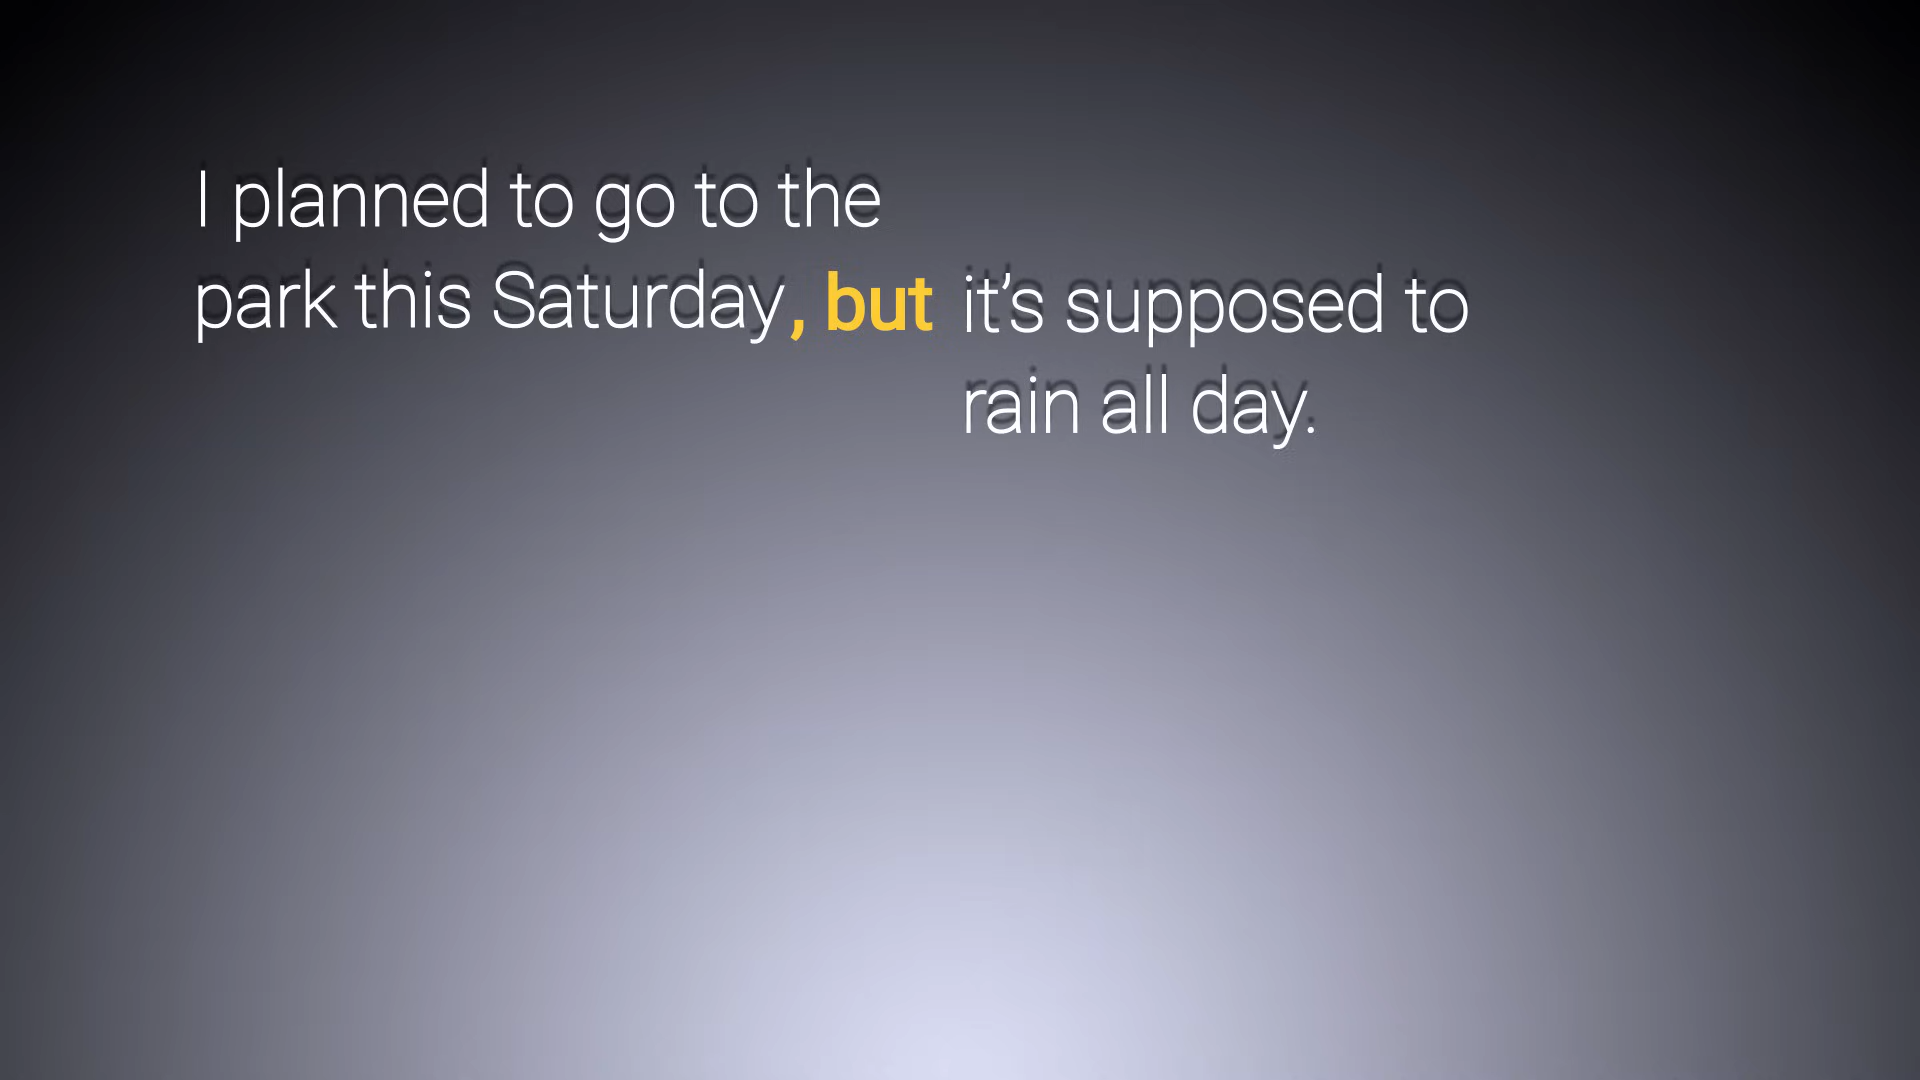 I planned to go to the
park this Saturday, but it’s supposed to
rain all day.